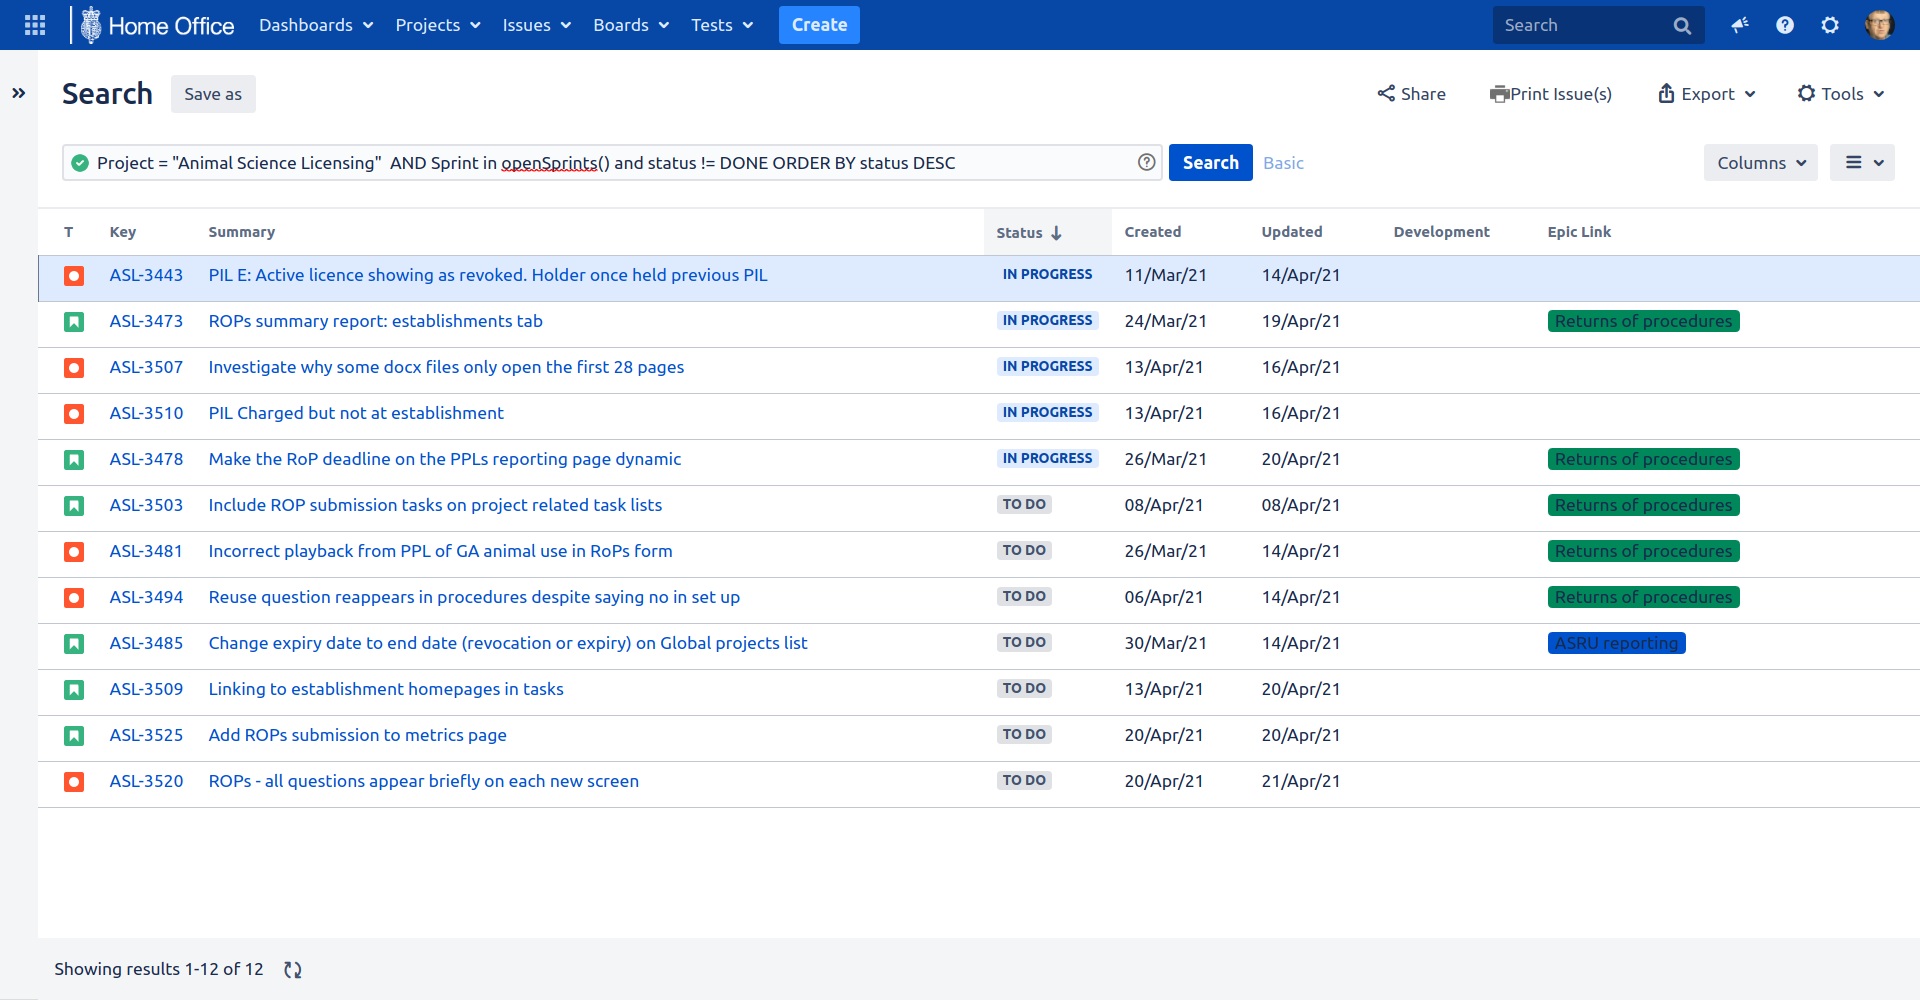 Home Office Dashboards Projects Issues Boards Tests Create Search
Search Save as Share Print Issue(s) Export Tools
Project = "Animal Science Licensing"  AND Sprint in openSprints() and status != DONE ORDER BY status DESC Search Basic Columns
T Key Summary Status Created Updated Development Epic Link
ASL-3443 PIL E: Active licence showing as revoked. Holder once held previous PIL IN PROGRESS 11/Mar/21 14/Apr/21
ASL-3473 ROPs summary report: establishments tab IN PROGRESS 24/Mar/21 19/Apr/21 Returns of procedures
ASL-3507 Investigate why some docx files only open the first 28 pages IN PROGRESS 13/Apr/21 16/Apr/21
ASL-3510 PIL Charged but not at establishment IN PROGRESS 13/Apr/21 16/Apr/21
ASL-3478 Make the RoP deadline on the PPLs reporting page dynamic IN PROGRESS 26/Mar/21 20/Apr/21 Returns of procedures
ASL-3503 Include ROP submission tasks on project related task lists TO DO 08/Apr/21 08/Apr/21 Returns of procedures
ASL-3481 Incorrect playback from PPL of GA animal use in RoPs form TO DO 26/Mar/21 14/Apr/21 Returns of procedures
ASL-3494 Reuse question reappears in procedures despite saying no in set up TO DO 06/Apr/21 14/Apr/21 Returns of procedures
ASL-3485 Change expiry date to end date (revocation or expiry) on Global projects list TO DO 30/Mar/21 14/Apr/21 ASRU reporting
ASL-3509 Linking to establishment homepages in tasks TO DO 13/Apr/21 20/Apr/21
ASL-3525 Add ROPs submission to metrics page TO DO 20/Apr/21 20/Apr/21
ASL-3520 ROPs - all questions appear briefly on each new screen TO DO 20/Apr/21 21/Apr/21
Showing results 1-12 of 12